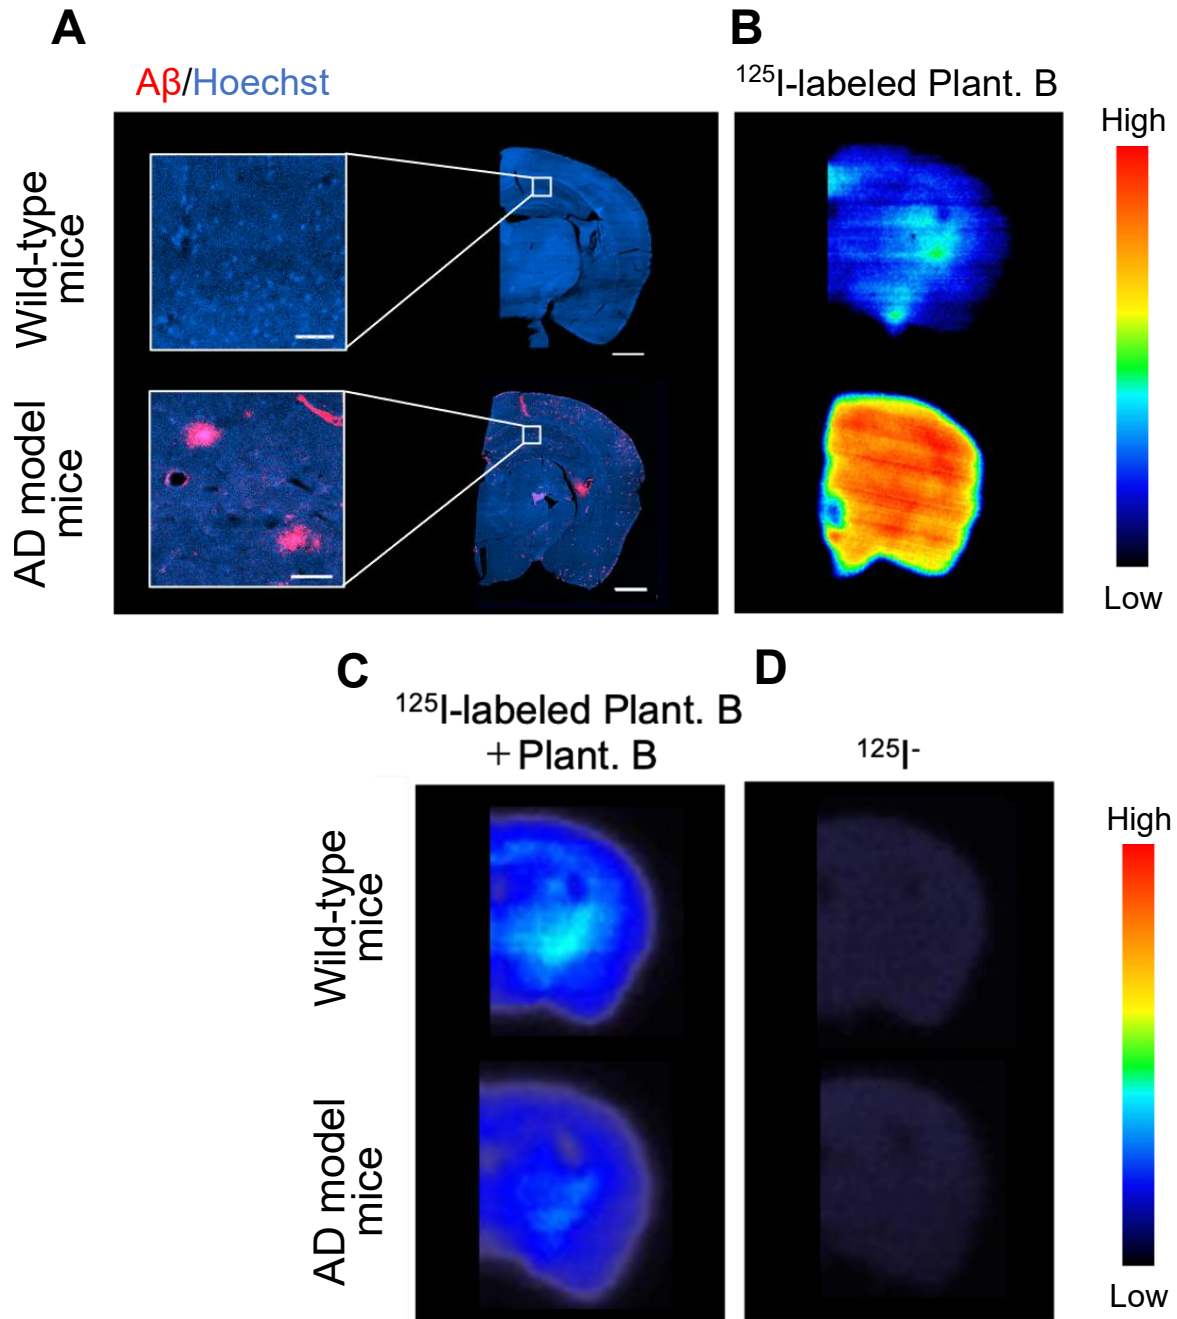 A
B
Aβ/Hoechst
¹²⁵I-labeled Plant. B
High
Wild-type
mice
AD model
mice
Low
C
D
¹²⁵I-labeled Plant. B
+ Plant. B
¹²⁵I⁻
High
Wild-type
mice
AD model
mice
Low